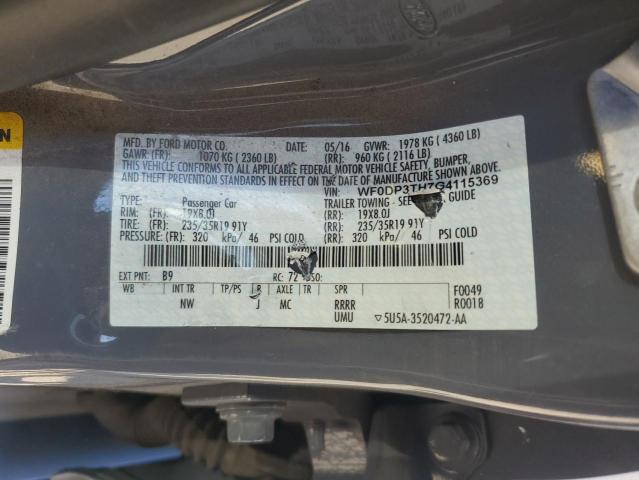 MFD. BY FORD MOTOR CO. DATE: 05/16 GVWR: 1978 KG ( 4360 LB)
GAWR: (FR): 1070 KG ( 2360 LB) (RR): 960 KG ( 2116 LB)
THIS VEHICLE CONFORMS TO ALL APPLICABLE FEDERAL MOTOR VEHICLE SAFETY, BUMPER,
AND THEFT PREVENTION STANDARDS IN EFFECT ON THE DATE OF MANUFACTURE SHOWN ABOVE.
VIN: WF0DP3TH7G4115369
TYPE: Passenger Car TRAILER TOWING - SEE GUIDE
RIM: (FR): 19X8.0J (RR): 19X8.0J
TIRE: (FR): 235/35R19 91Y (RR): 235/35R19 91Y
PRESSURE: (FR): 320 kPa/ 46 PSI COLD (RR): 320 kPa/ 46 PSI COLD
EXT PNT: B9 RC: 72 DSO: F0049
WB INT TR TP/PS R AXLE TR SPR R0018
NW J MC RRRR
UMU ▽5U5A-3520472-AA